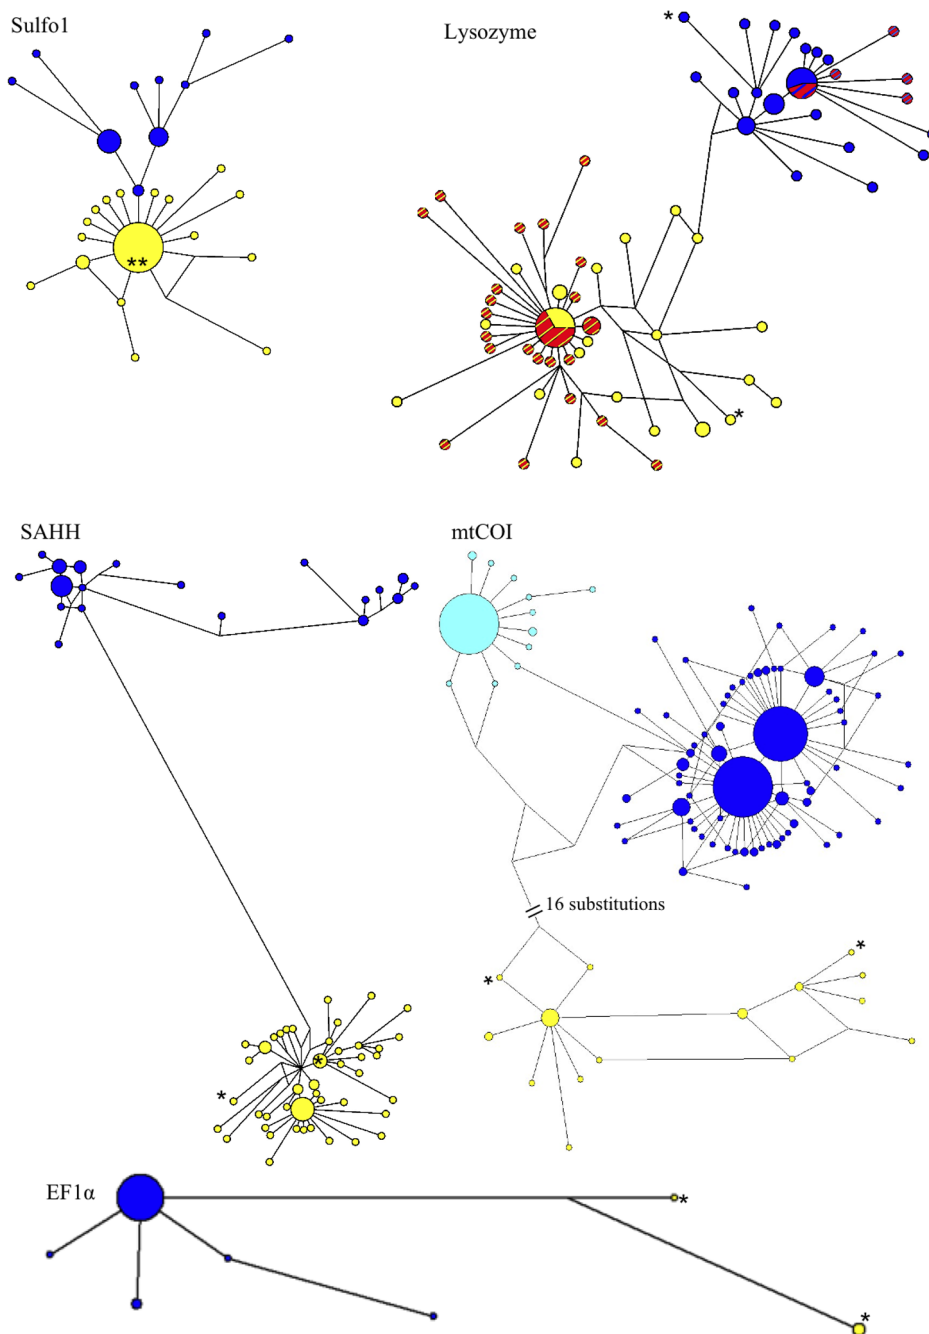 Sulfo1
Lysozyme
*
**
*
SAHH
mtCOI
16 substitutions
*
*
*
*
EF1α
*
*